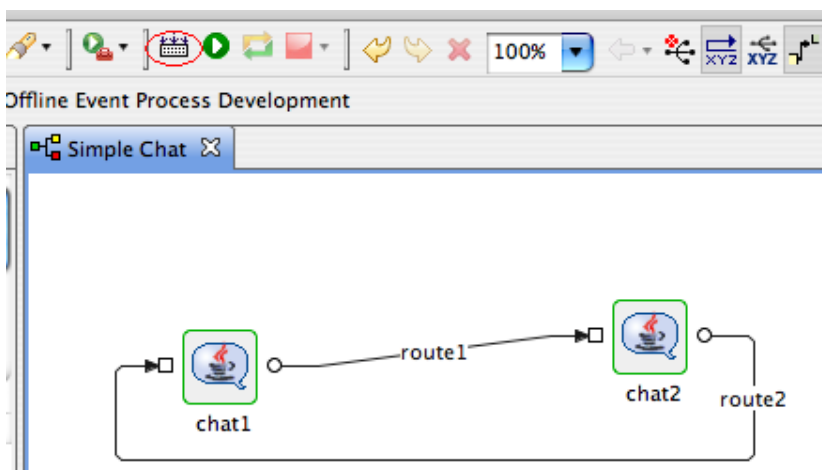 100%
XYZ
XYZ
Offline Event Process Development
Simple Chat
route1
chat2
route2
chat1